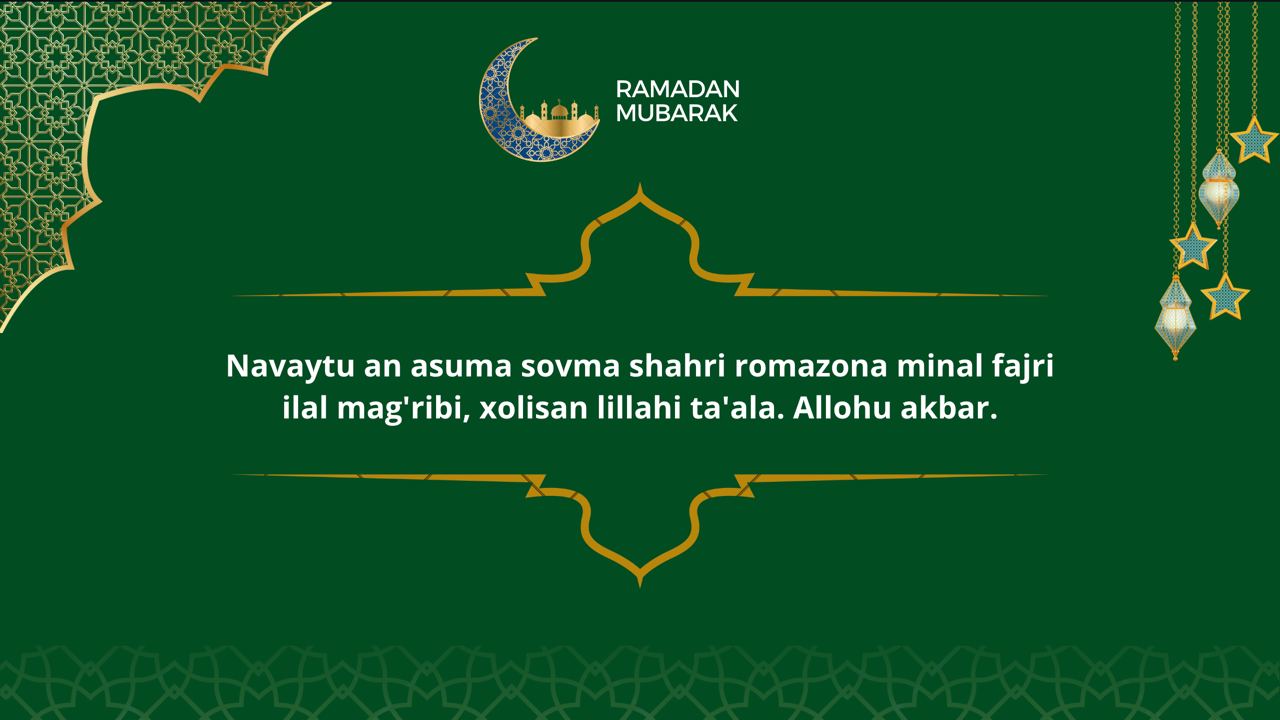 RAMADAN
MUBARAK
Navaytu an asuma sovma shahri romazona minal fajri
ilal mag'ribi, xolisan lillahi ta'ala. Allohu akbar.